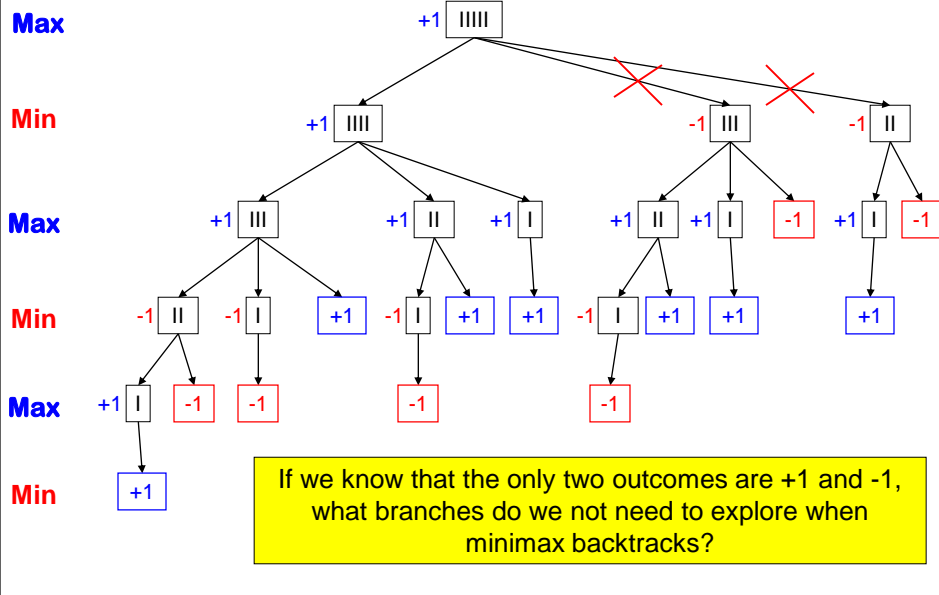 Max +1 IIIII
Min +1 IIII -1 III -1 II
Max +1 III +1 II +1 I +1 II +1 I -1 +1 I -1
Min -1 II -1 I +1 -1 I +1 +1 -1 I +1 +1 +1
Max +1 I -1 -1 -1 -1
Min +1
If we know that the only two outcomes are +1 and -1,
what branches do we not need to explore when
minimax backtracks?